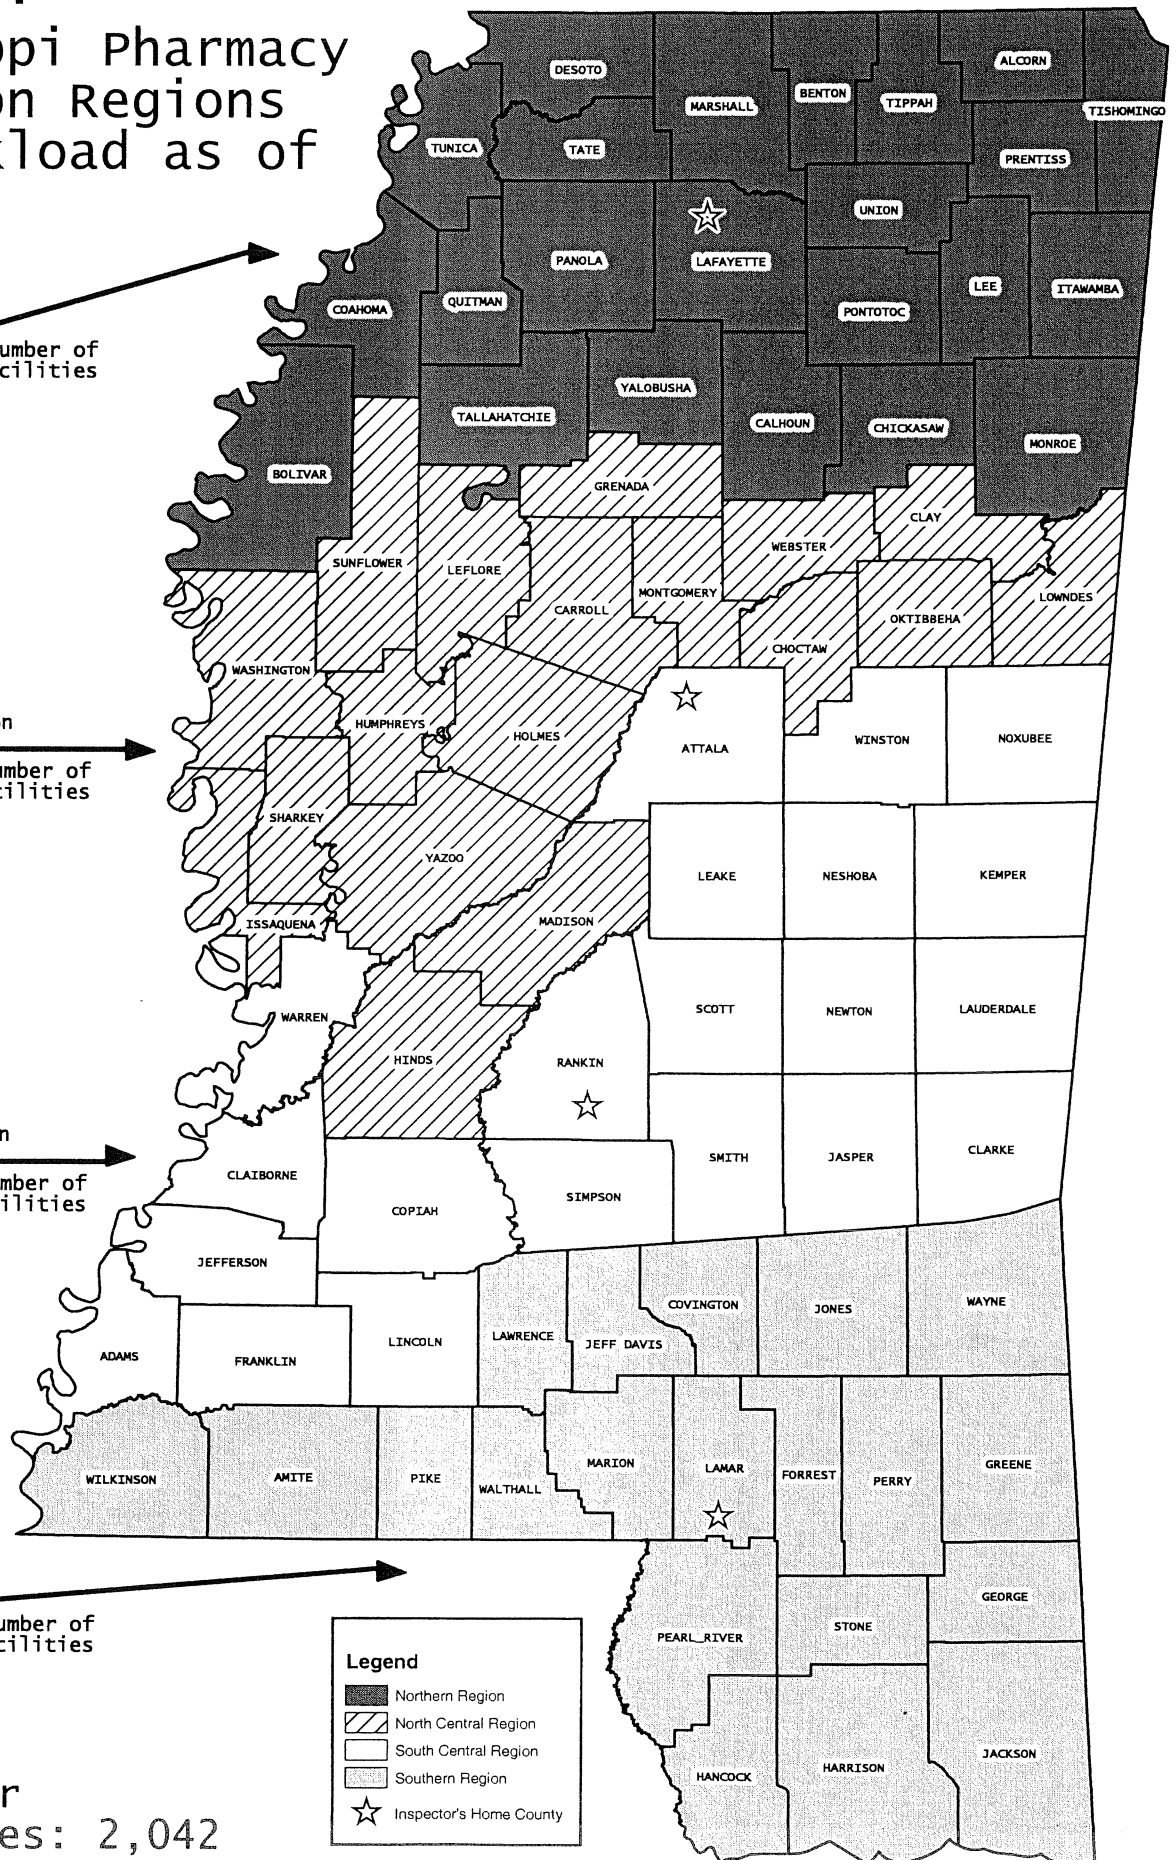 opi Pharmacy
on Regions
kload as of
umber of
cilities
on
umber of
cilities
n
mber of
ilities
umber of
cilities
r
es: 2,042
DESOTO
MARSHALL
BENTON
TIPPAH
ALCORN
TISHOMINGO
TUNICA
TATE
PRENTISS
UNION
PANOLA
LAFAYETTE
COAHOMA
QUITMAN
PONTOTOC
LEE
ITAWAMBA
TALLAHATCHIE
YALOBUSHA
CALHOUN
CHICKASAW
MONROE
BOLIVAR
GRENADA
CLAY
SUNFLOWER
LEFLORE
WEBSTER
CARROLL
MONTGOMERY
CHOCTAW
OKTIBBEHA
LOWNDES
WASHINGTON
HUMPHREYS
HOLMES
ATTALA
WINSTON
NOXUBEE
SHARKEY
YAZOO
LEAKE
NESHOBA
KEMPER
ISSAQUENA
MADISON
WARREN
SCOTT
NEWTON
LAUDERDALE
HINDS
RANKIN
CLAIBORNE
COPIAH
SIMPSON
SMITH
JASPER
CLARKE
JEFFERSON
ADAMS
FRANKLIN
LINCOLN
LAWRENCE
JEFF DAVIS
COVINGTON
JONES
WAYNE
WILKINSON
AMITE
PIKE
WALTHALL
MARION
LAMAR
FORREST
PERRY
GREENE
PEARL_RIVER
STONE
GEORGE
HANCOCK
HARRISON
JACKSON
Legend
Northern Region
North Central Region
South Central Region
Southern Region
Inspector's Home County